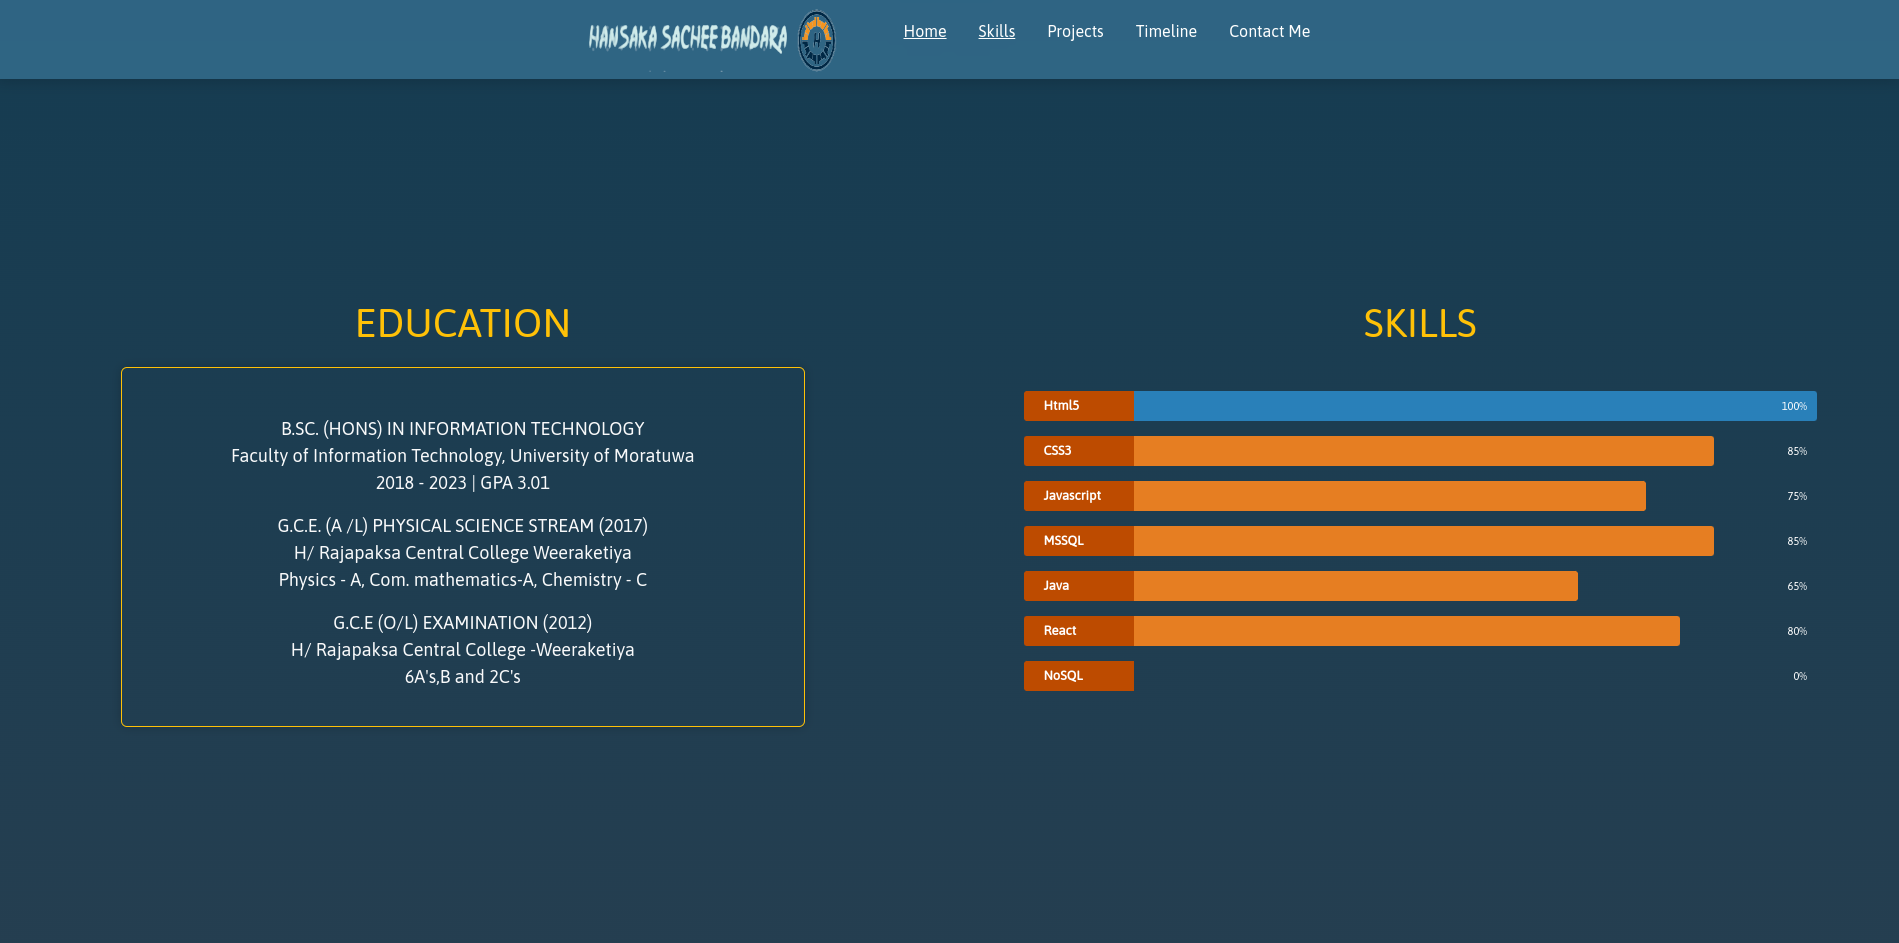 HANSAKA SACHEE BANDARA H
Home Skills Projects Timeline Contact Me
EDUCATION
B.SC. (HONS) IN INFORMATION TECHNOLOGY
Faculty of Information Technology, University of Moratuwa
2018 - 2023 | GPA 3.01
G.C.E. (A /L) PHYSICAL SCIENCE STREAM (2017)
H/ Rajapaksa Central College Weeraketiya
Physics - A, Com. mathematics-A, Chemistry - C
G.C.E (O/L) EXAMINATION (2012)
H/ Rajapaksa Central College -Weeraketiya
6A's,B and 2C's
SKILLS
Html5 100%
CSS3 85%
Javascript 75%
MSSQL 85%
Java 65%
React 80%
NoSQL 0%